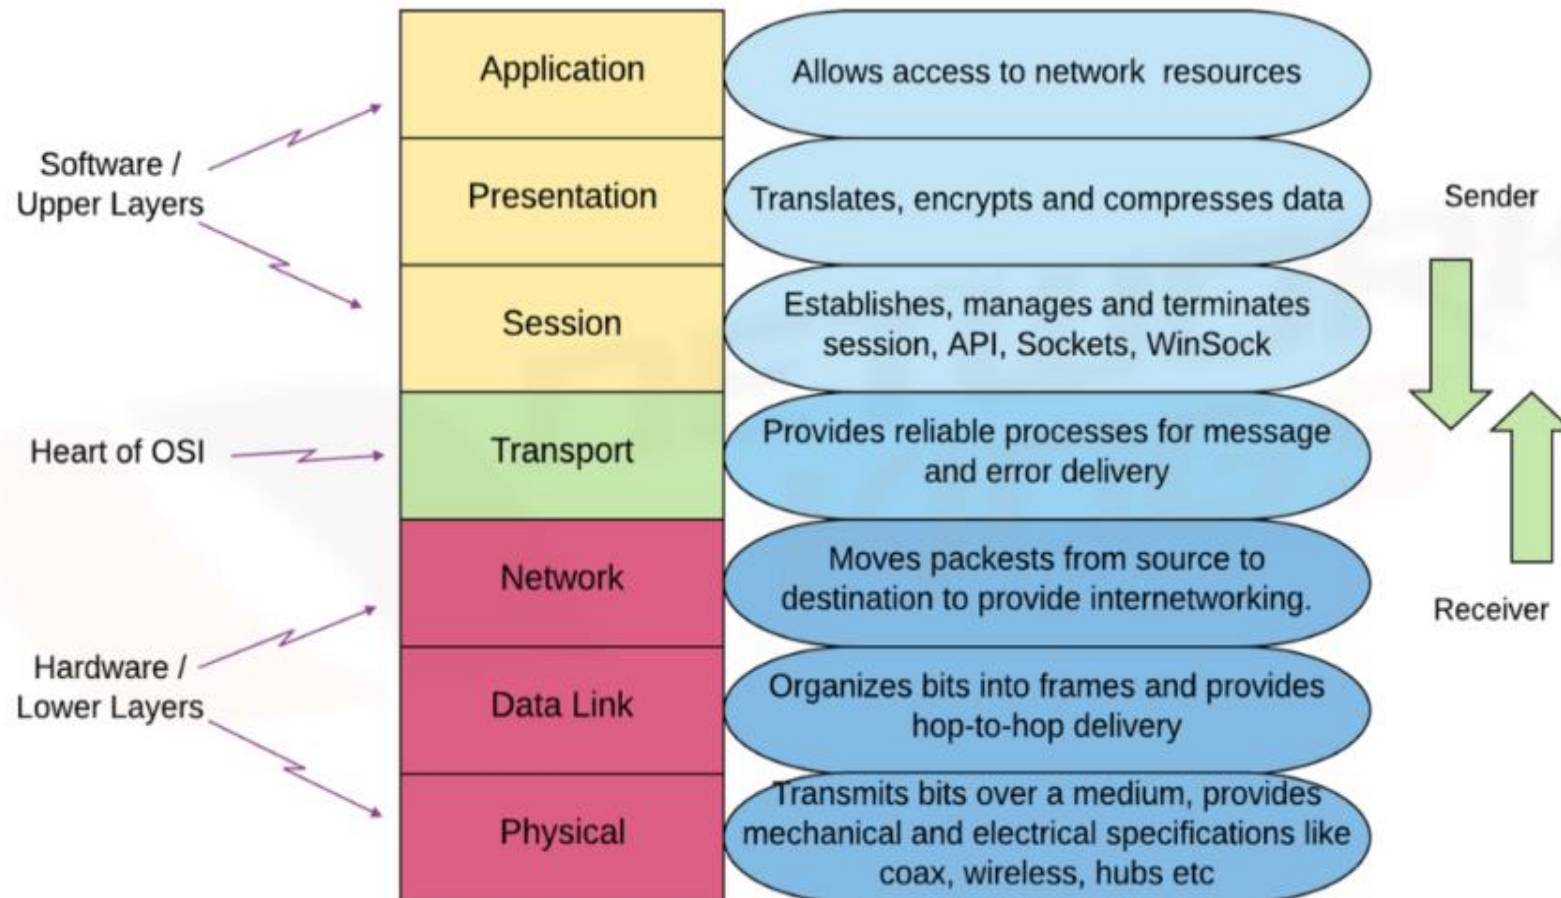 Application
Allows access to network resources
Software /
Upper Layers
Presentation
Translates, encrypts and compresses data
Sender
Session
Establishes, manages and terminates
session, API, Sockets, WinSock
Heart of OSI
Transport
Provides reliable processes for message
and error delivery
Network
Moves packests from source to
destination to provide internetworking.
Receiver
Hardware /
Lower Layers
Data Link
Organizes bits into frames and provides
hop-to-hop delivery
Physical
Transmits bits over a medium, provides
mechanical and electrical specifications like
coax, wireless, hubs etc